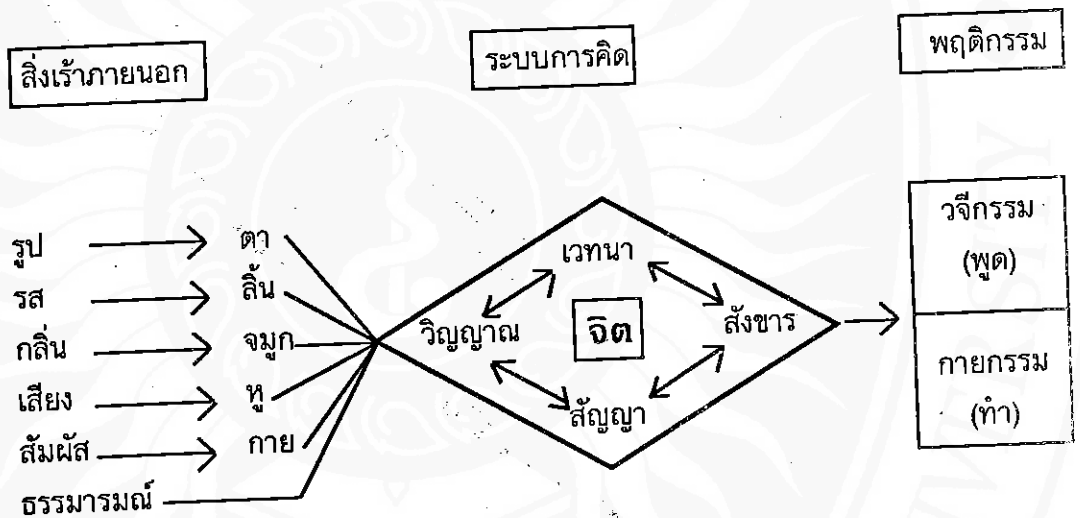 สิ่งเร้าภายนอก
ระบบการคิด
พฤติกรรม
รูป
ตา
รส
ลิ้น
กลิ่น
จมูก
เสียง
หู
สัมผัส
กาย
ธรรมารมณ์
เวทนา
วิญญาณ
จิต
สังขาร
สัญญา
วจีกรรม
(พูด)
กายกรรม
(ทำ)